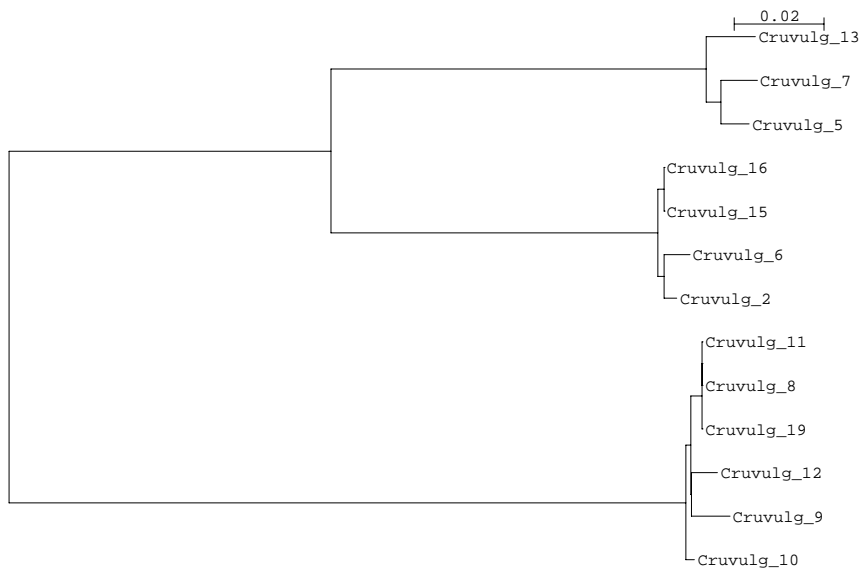 0.02
Cruvulg_13
Cruvulg_7
Cruvulg_5
Cruvulg_16
Cruvulg_15
Cruvulg_6
Cruvulg_2
Cruvulg_11
Cruvulg_8
Cruvulg_19
Cruvulg_12
Cruvulg_9
Cruvulg_10